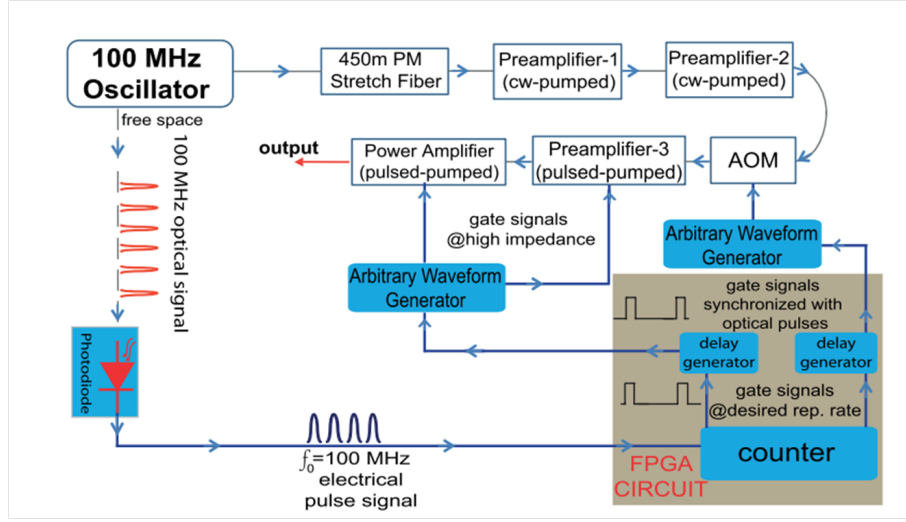 100 MHz
Oscillator
450m PM
Stretch Fiber
Preamplifier-1
(cw-pumped)
Preamplifier-2
(cw-pumped)
free space
100 MHz optical signal
output
Power Amplifier
(pulsed-pumped)
Preamplifier-3
(pulsed-pumped)
AOM
gate signals
@high impedance
Arbitrary Waveform
Generator
Arbitrary Waveform
Generator
gate signals
synchronized with
optical pulses
Photodiode
delay
generator
delay
generator
gate signals
@desired rep. rate
f0=100 MHz
electrical
pulse signal
FPGA
CIRCUIT
counter